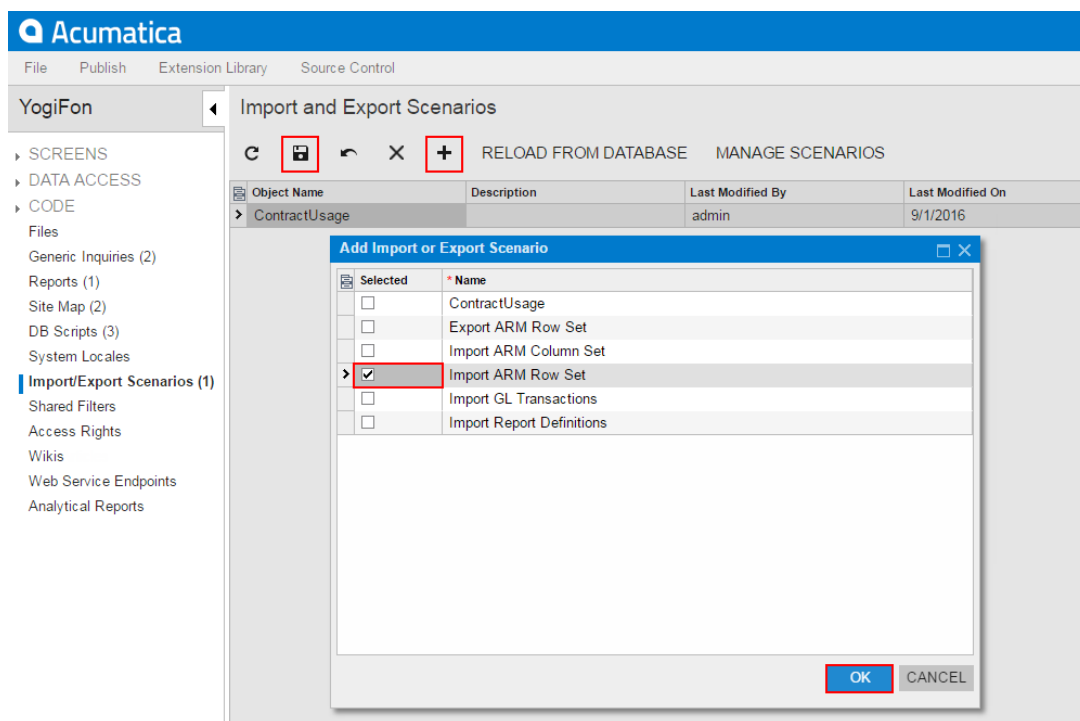 Acumatica
File Publish Extension Library Source Control
YogiFon
Import and Export Scenarios
SCREENS
DATA ACCESS
CODE
Files
Generic Inquiries (2)
Reports (1)
Site Map (2)
DB Scripts (3)
System Locales
Import/Export Scenarios (1)
Shared Filters
Access Rights
Wikis
Web Service Endpoints
Analytical Reports
RELOAD FROM DATABASE MANAGE SCENARIOS
Object Name Description Last Modified By Last Modified On
ContractUsage admin 9/1/2016
Add Import or Export Scenario
Selected * Name
ContractUsage
Export ARM Row Set
Import ARM Column Set
Import ARM Row Set
Import GL Transactions
Import Report Definitions
OK CANCEL